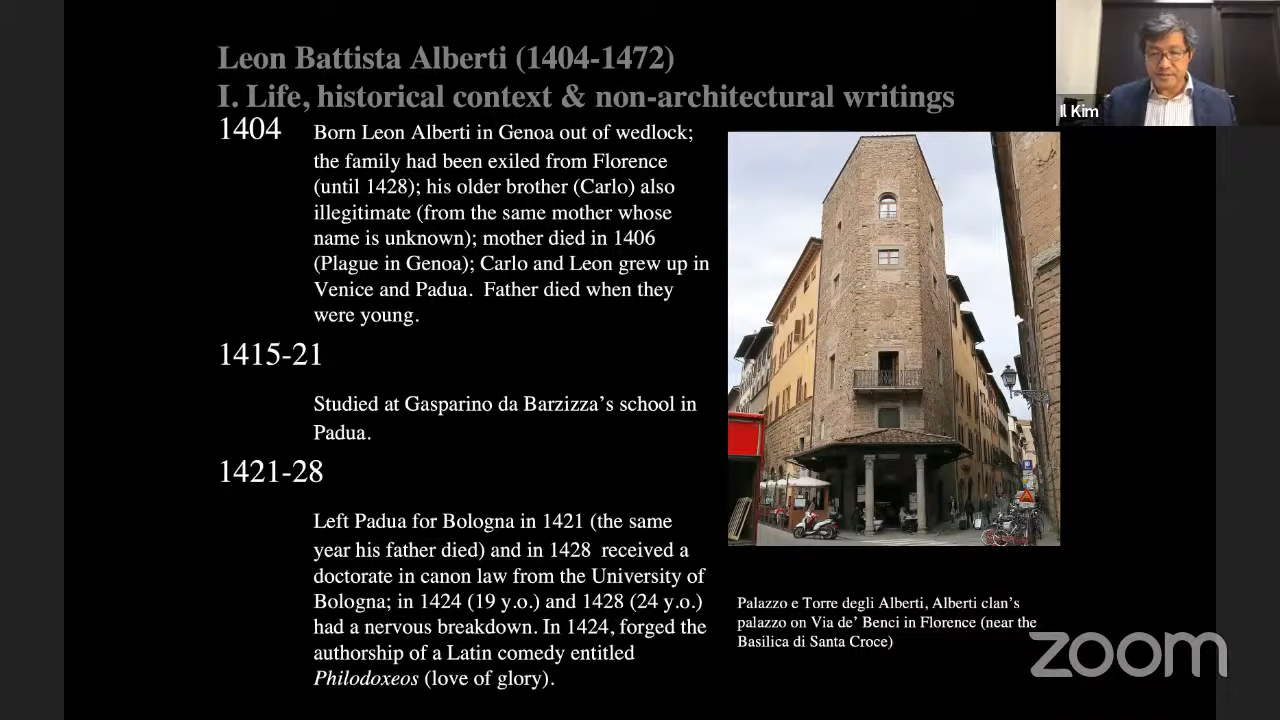 Leon Battista Alberti (1404-1472)
I. Life, historical context & non-architectural writings
1404
Born Leon Alberti in Genoa out of wedlock;
the family had been exiled from Florence
(until 1428); his older brother (Carlo) also
illegitimate (from the same mother whose
name is unknown); mother died in 1406
(Plague in Genoa); Carlo and Leon grew up in
Venice and Padua.  Father died when they
were young.
1415-21
Studied at Gasparino da Barzizza’s school in
Padua.
1421-28
Left Padua for Bologna in 1421 (the same
year his father died) and in 1428  received a
doctorate in canon law from the University of
Bologna; in 1424 (19 y.o.) and 1428 (24 y.o.)
had a nervous breakdown. In 1424, forged the
authorship of a Latin comedy entitled
Philodoxeos (love of glory).
Il Kim
Palazzo e Torre degli Alberti, Alberti clan’s
palazzo on Via de’ Benci in Florence (near the
Basilica di Santa Croce)
zoom